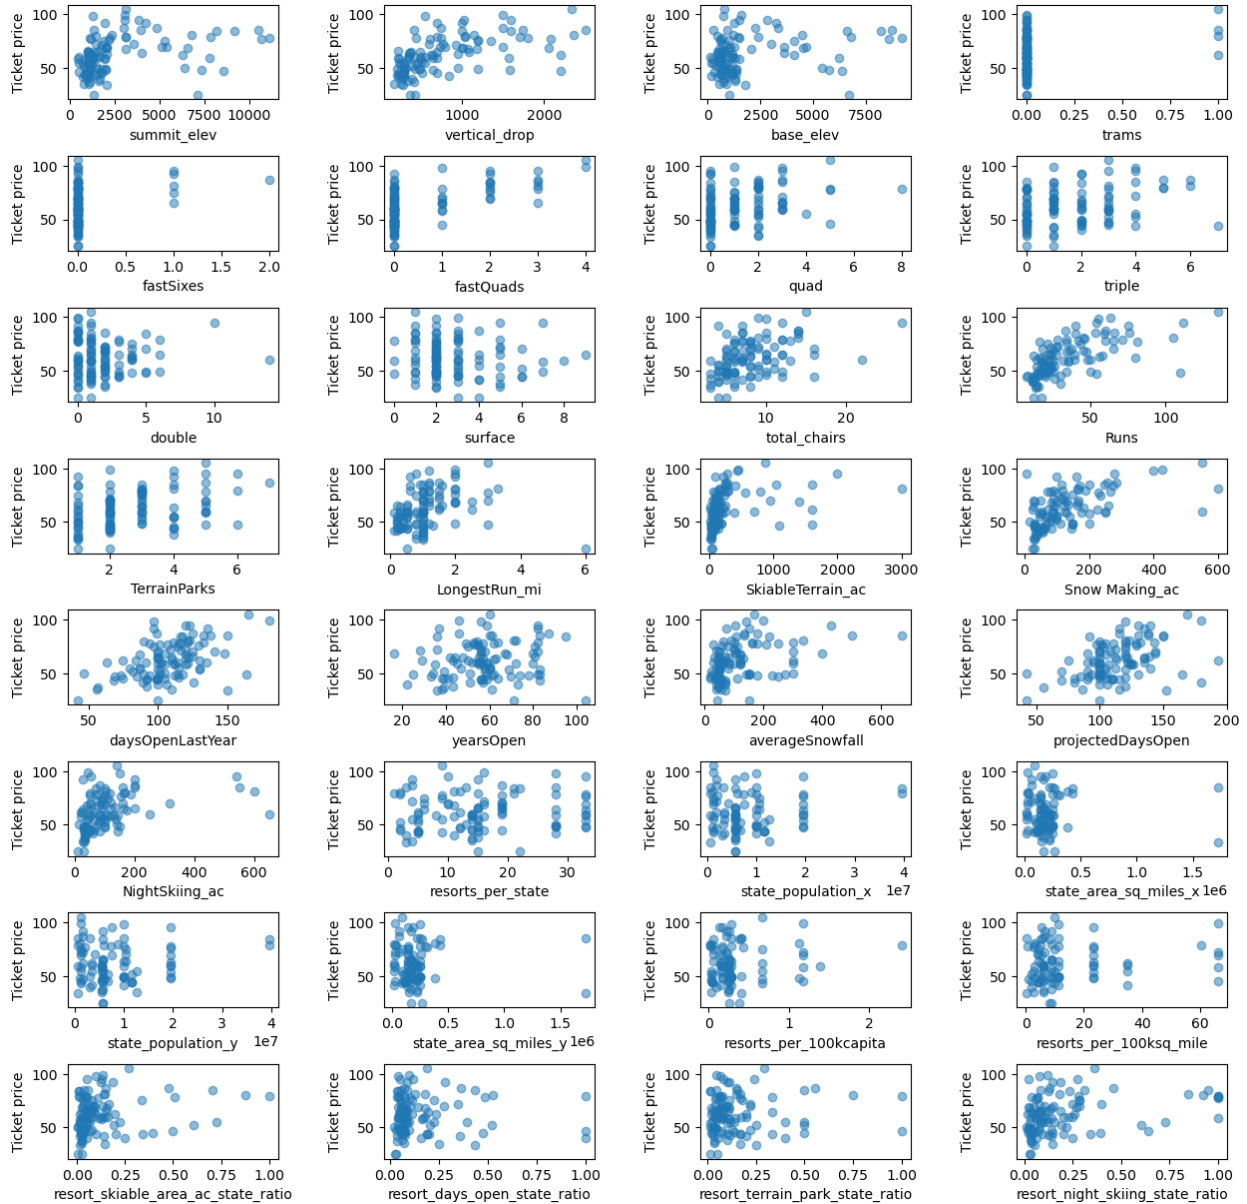 Ticket price 100 50 0 2500 5000 7500 10000 summit_elev
Ticket price 100 50 1000 2000 vertical_drop
Ticket price 100 50 0 2500 5000 7500 base_elev
Ticket price 100 50 0.00 0.25 0.50 0.75 1.00 trams
Ticket price 100 50 0.0 0.5 1.0 1.5 2.0 fastSixes
Ticket price 100 50 0 1 2 3 4 fastQuads
Ticket price 100 50 0 2 4 6 8 quad
Ticket price 100 50 0 2 4 6 triple
Ticket price 100 50 0 5 10 double
Ticket price 100 50 0 2 4 6 8 surface
Ticket price 100 50 10 20 total_chairs
Ticket price 100 50 50 100 Runs
Ticket price 100 50 2 4 6 TerrainParks
Ticket price 100 50 0 2 4 6 LongestRun_mi
Ticket price 100 50 0 1000 2000 3000 SkiableTerrain_ac
Ticket price 100 50 0 200 400 600 Snow Making_ac
Ticket price 100 50 50 100 150 daysOpenLastYear
Ticket price 100 50 20 40 60 80 100 yearsOpen
Ticket price 100 50 0 200 400 600 averageSnowfall
Ticket price 100 50 50 100 150 200 projectedDaysOpen
Ticket price 100 50 0 200 400 600 NightSkiing_ac
Ticket price 100 50 0 10 20 30 resorts_per_state
Ticket price 100 50 0 1 2 3 4 state_population_x 1e7
Ticket price 100 50 0.0 0.5 1.0 1.5 state_area_sq_miles_x 1e6
Ticket price 100 50 0 1 2 3 4 state_population_y 1e7
Ticket price 100 50 0.0 0.5 1.0 1.5 state_area_sq_miles_y 1e6
Ticket price 100 50 0 1 2 resorts_per_100kcapita
Ticket price 100 50 0 20 40 60 resorts_per_100ksq_mile
Ticket price 100 50 0.00 0.25 0.50 0.75 1.00 resort_skiable_area_ac_state_ratio
Ticket price 100 50 0.00 0.25 0.50 0.75 1.00 resort_days_open_state_ratio
Ticket price 100 50 0.00 0.25 0.50 0.75 1.00 resort_terrain_park_state_ratio
Ticket price 100 50 0.00 0.25 0.50 0.75 1.00 resort_night_skiing_state_ratio